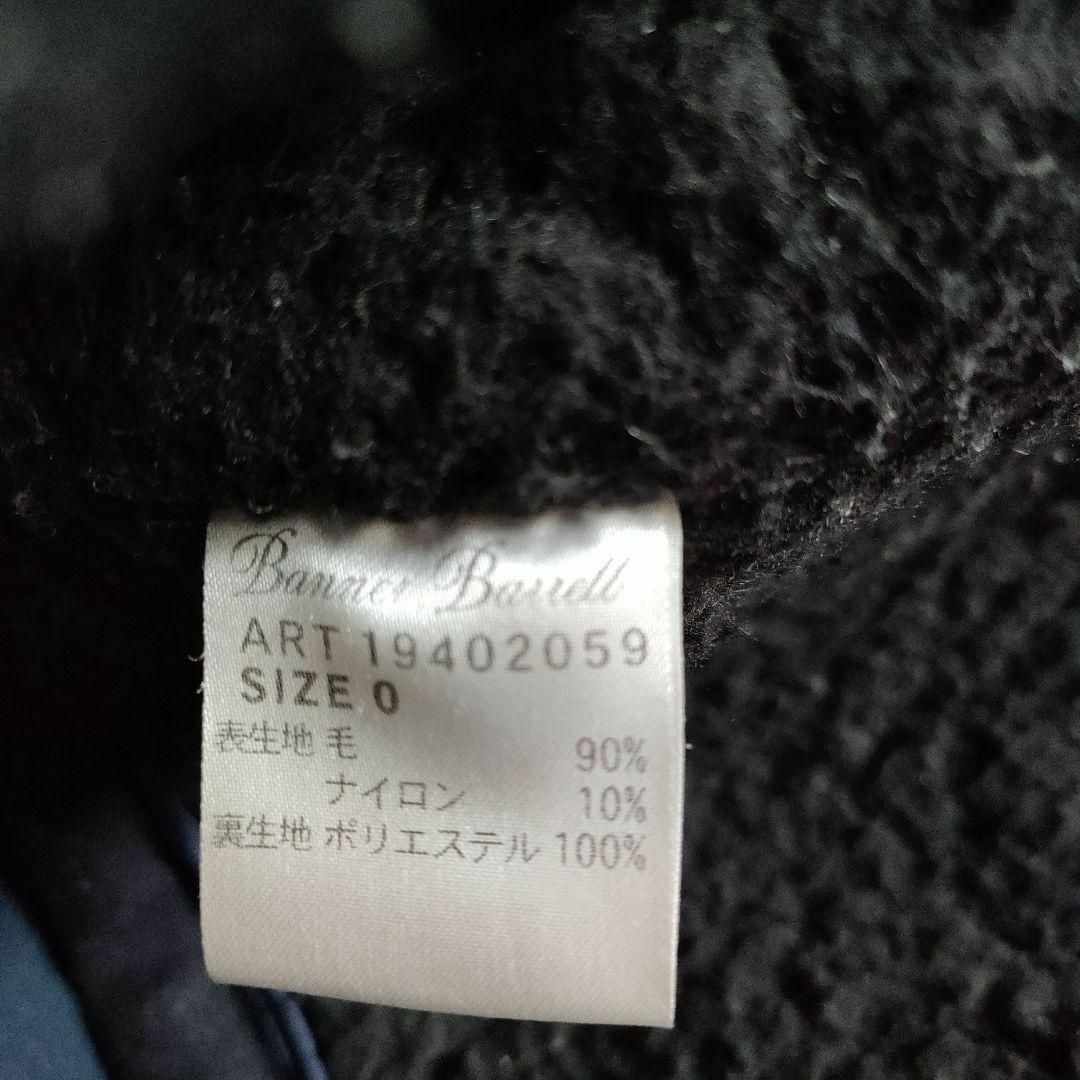 Banner Barrett
ART 19402059
SIZE 0
表生地 毛 90%
ナイロン 10%
裏生地 ポリエステル 100%